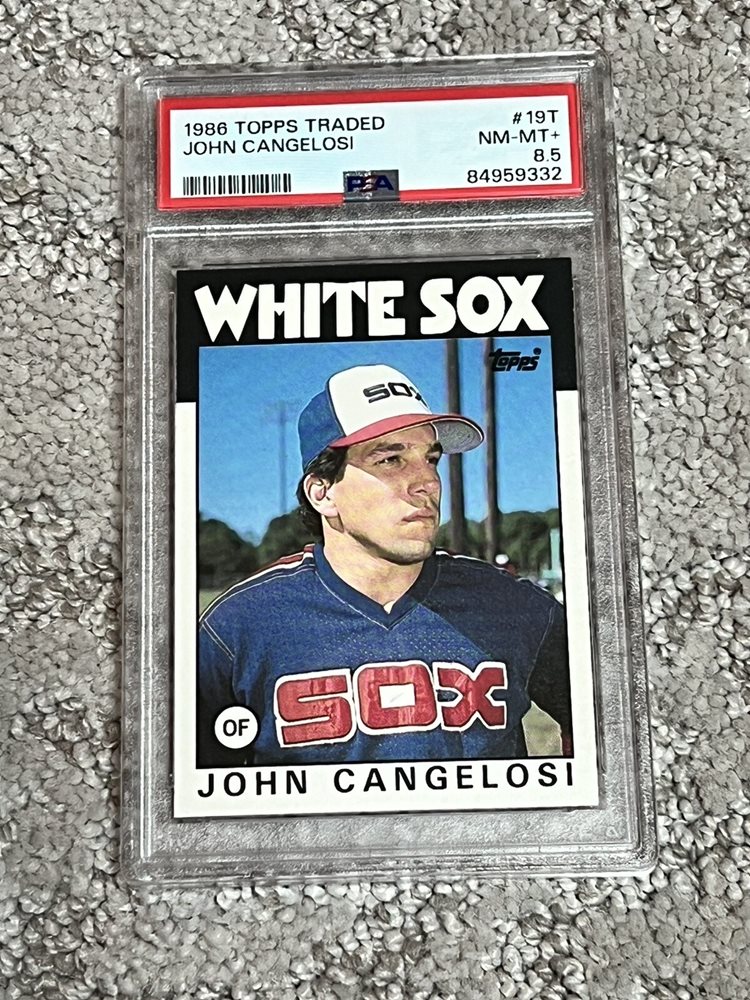 1986 TOPPS TRADED #19T
JOHN CANGELOSI NM-MT+
8.5
PSA 84959332
WHITE SOX
Topps
SOX
SOX
OF
JOHN CANGELOSI